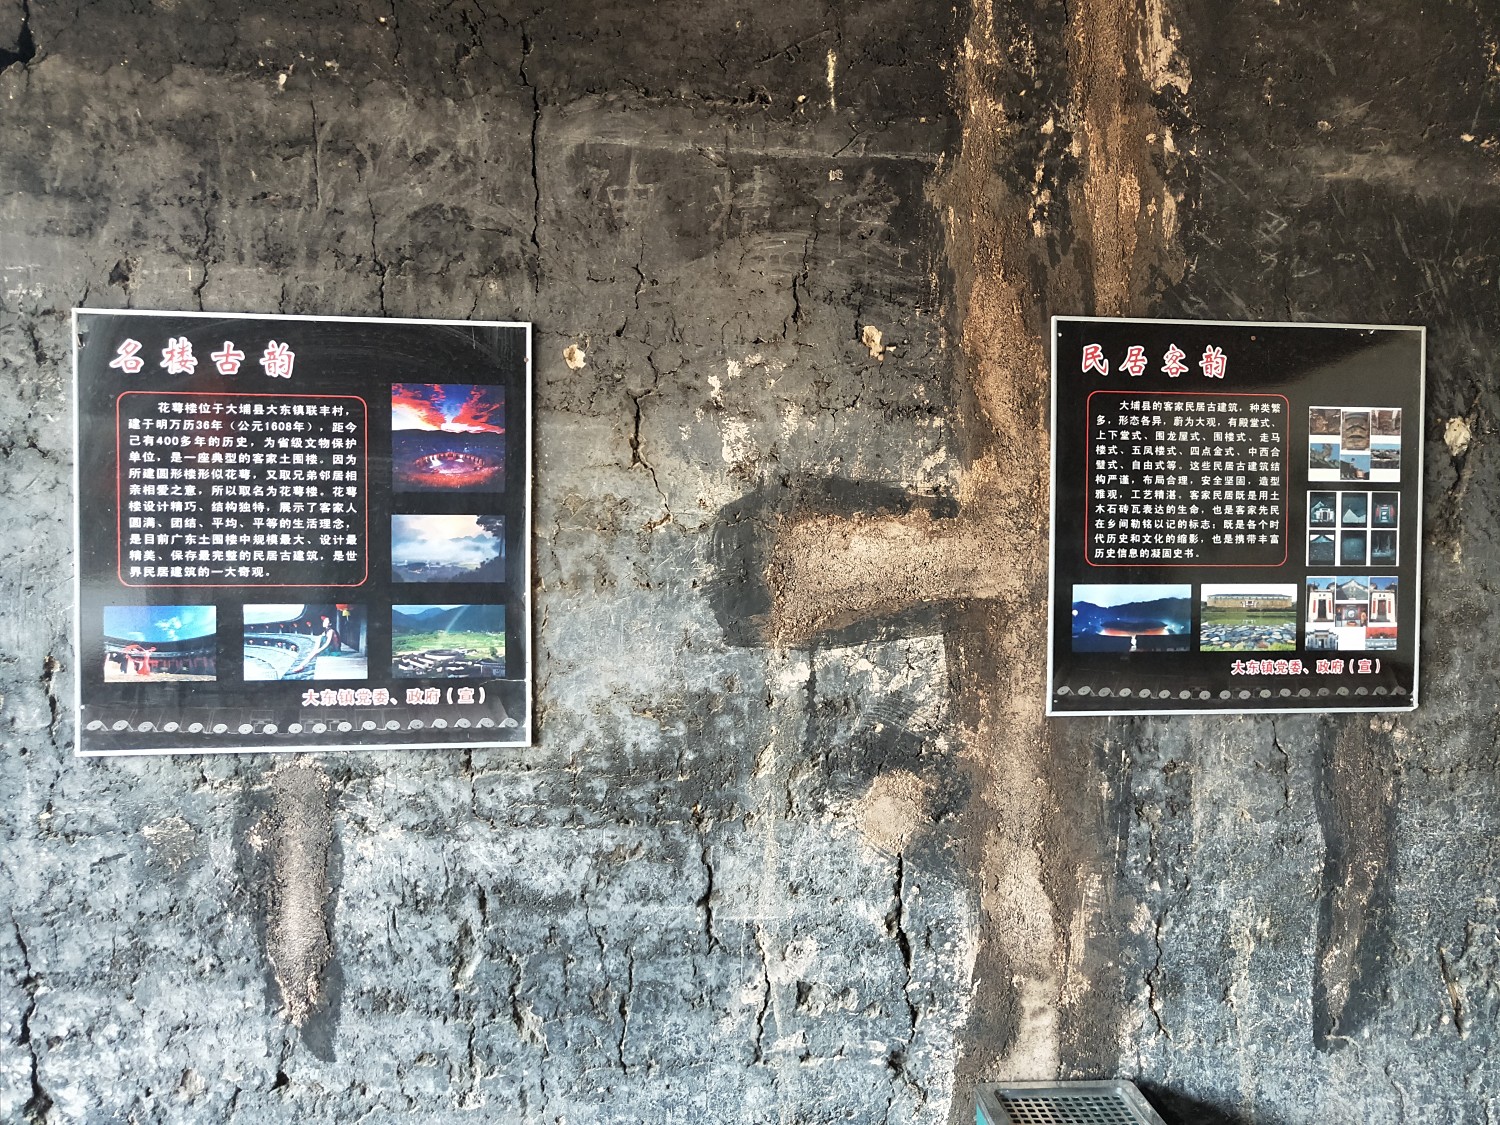 名楼古韵
花萼楼位于大埔县大东镇联丰村，
建于明万历36年（公元1608年），距今
已有400多年的历史，为省级文物保护
单位，是一座典型的客家土围楼。因为
所建圆形楼形似花萼，又取兄弟邻居相
亲相爱之意，所以取名为花萼楼。花萼
楼设计精巧、结构独特，展示了客家人
圆满、团结、平均、平等的生活理念，
是目前广东土围楼中规模最大、设计最
精美、保存最完整的民居古建筑，是世
界民居建筑的一大奇观。
大东镇党委、政府（宣）
民居客韵
大埔县的客家民居古建筑，种类繁
多，形态各异，蔚为大观，有殿堂式、
上下堂式、围龙屋式、围楼式、走马
楼式、五凤楼式、四点金式、中西合
璧式、自由式等。这些民居古建筑结
构严谨，布局合理，安全坚固，造型
雅观，工艺精湛。客家民居既是用土
木石砖瓦表达的生命，也是客家先民
在乡间勒铭以记的标志；既是各个时
代历史和文化的缩影，也是携带丰富
历史信息的凝固史书。
大东镇党委、政府（宣）